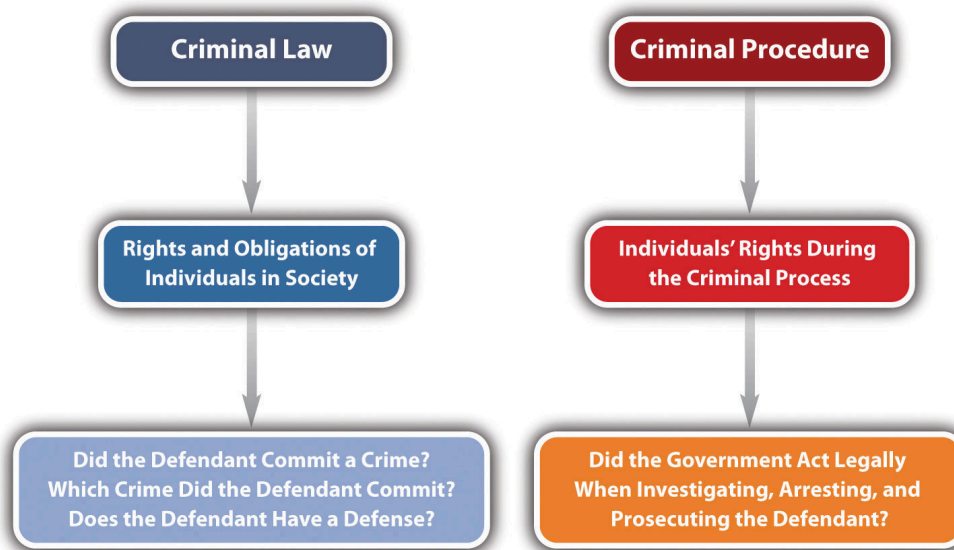 Criminal Law
Rights and Obligations of
Individuals in Society
Did the Defendant Commit a Crime?
Which Crime Did the Defendant Commit?
Does the Defendant Have a Defense?
Criminal Procedure
Individuals’ Rights During
the Criminal Process
Did the Government Act Legally
When Investigating, Arresting, and
Prosecuting the Defendant?